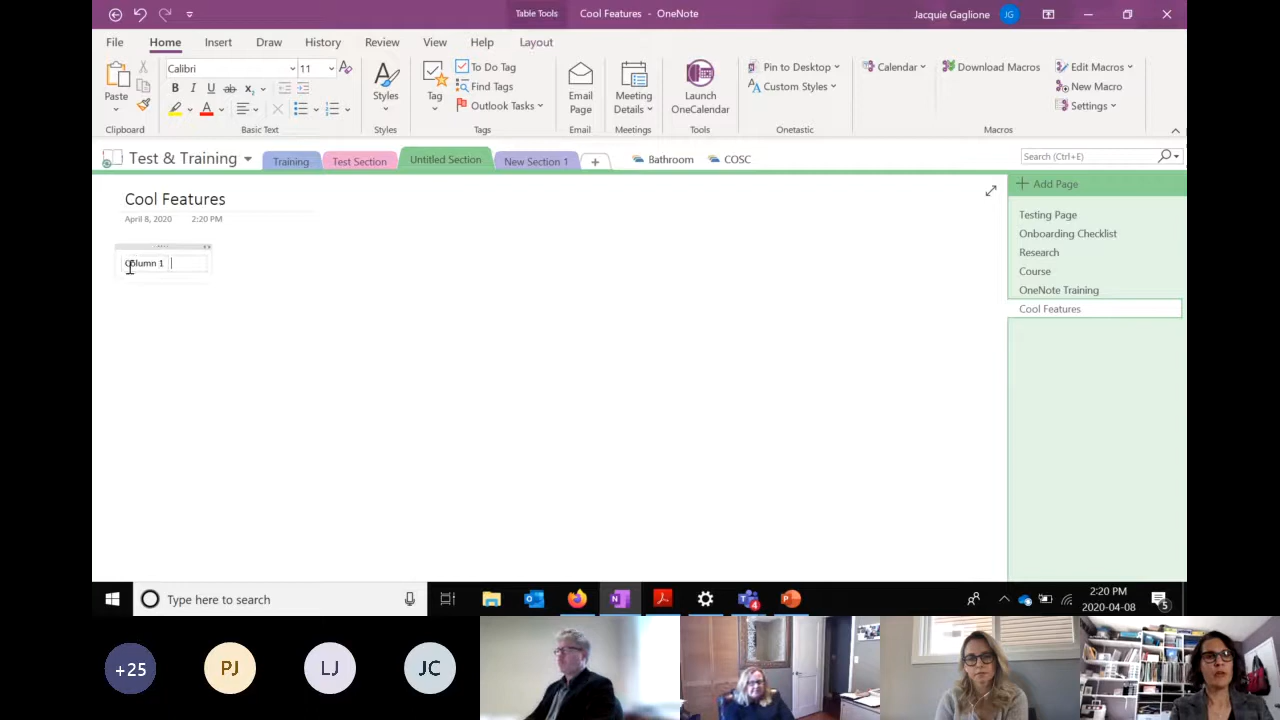 Table Tools
Cool Features - OneNote
Jacquie Gaglione
JG
File
Home
Insert
Draw
History
Review
View
Help
Layout
Paste
Clipboard
Calibri
11
B I U ab x₂
A
Basic Text
Styles
Styles
Tag
To Do Tag
Find Tags
Outlook Tasks
Tags
Email Page
Email
Meeting Details
Meetings
Launch OneCalendar
Tools
Pin to Desktop
Custom Styles
Onetastic
Calendar
Download Macros
Edit Macros
New Macro
Settings
Macros
Test & Training
Training
Test Section
Untitled Section
New Section 1
Bathroom
COSC
Search (Ctrl+E)
Cool Features
April 8, 2020 2:20 PM
Column 1
Add Page
Testing Page
Onboarding Checklist
Research
Course
OneNote Training
Cool Features
Type here to search
4
2:20 PM
2020-04-08
5
+25
PJ
LJ
JC